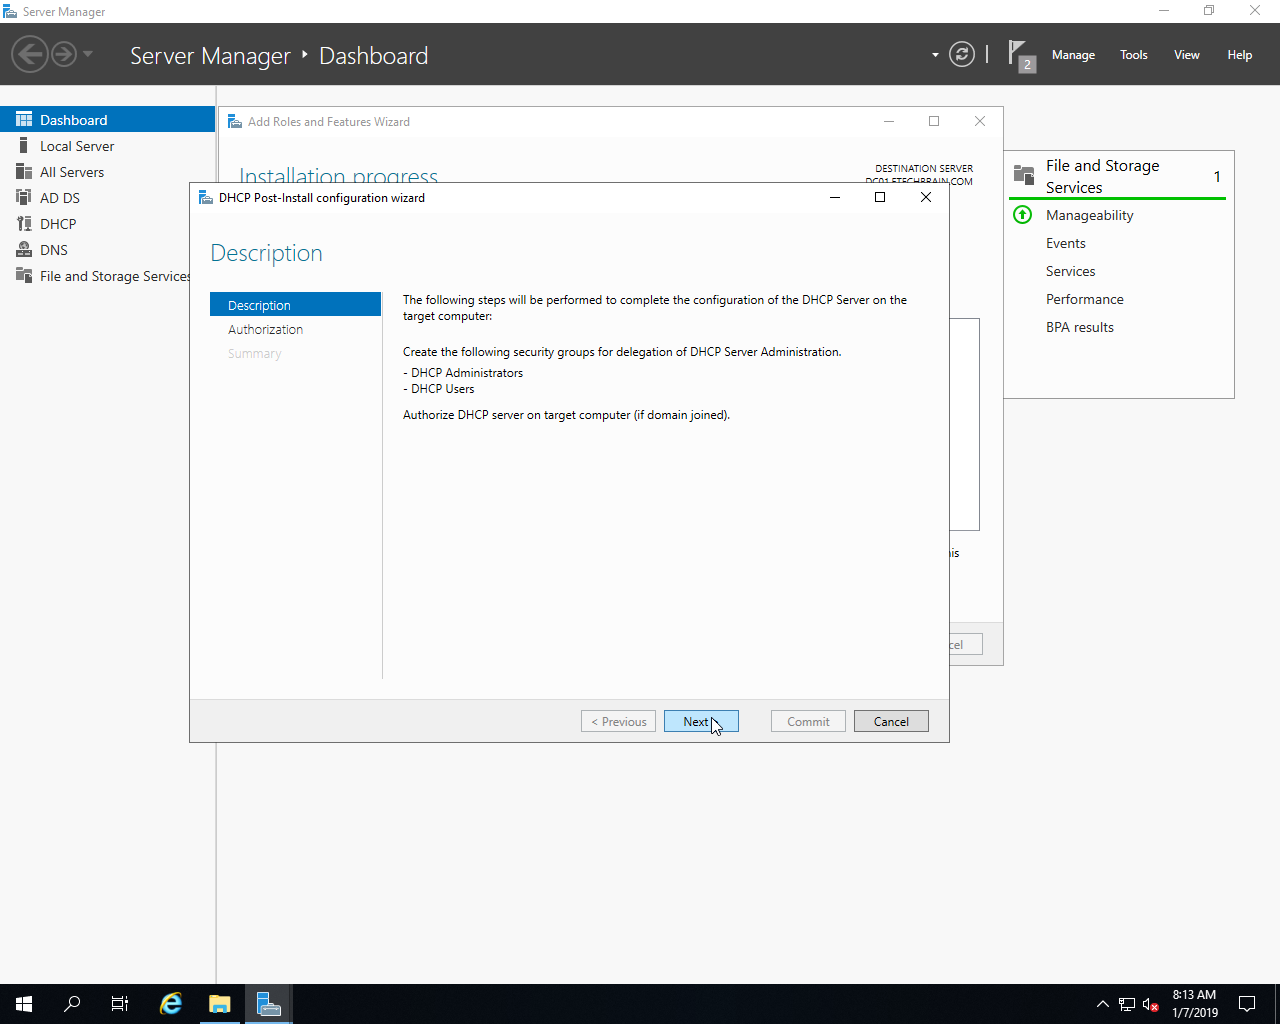 Server Manager
Server Manager
Dashboard
2
Manage
Tools
View
Help
Dashboard
Local Server
All Servers
AD DS
DHCP
DNS
File and Storage Services
Add Roles and Features Wizard
Installation progress
DESTINATION SERVER
File and Storage
Services
1
Manageability
Events
Services
Performance
BPA results
DHCP Post-Install configuration wizard
Description
Description
Authorization
Summary
The following steps will be performed to complete the configuration of the DHCP Server on the
target computer:
Create the following security groups for delegation of DHCP Server Administration.
- DHCP Administrators
- DHCP Users
Authorize DHCP server on target computer (if domain joined).
< Previous
Next
Commit
Cancel
8:13 AM
1/7/2019